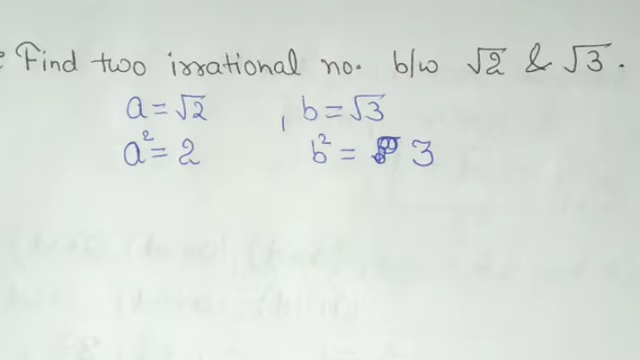 Find two irrational no. b/w √2 & √3.
a = √2 , b = √3
a² = 2 b² = 3